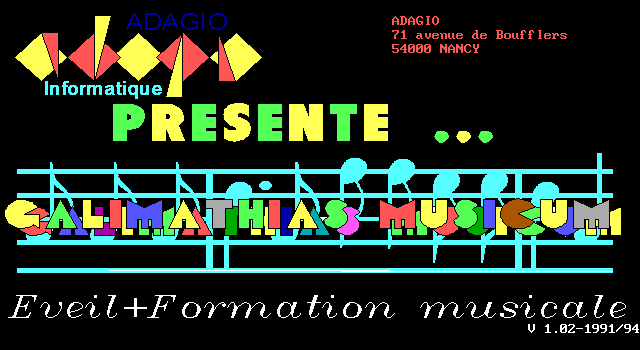 ADAGIO
Informatique
ADAGIO
71 avenue de Boufflers
54000 NANCY
PRESENTE ...
GALIMATHIAS MUSICUM
Eveil+Formation musicale
V 1.02-1991/94